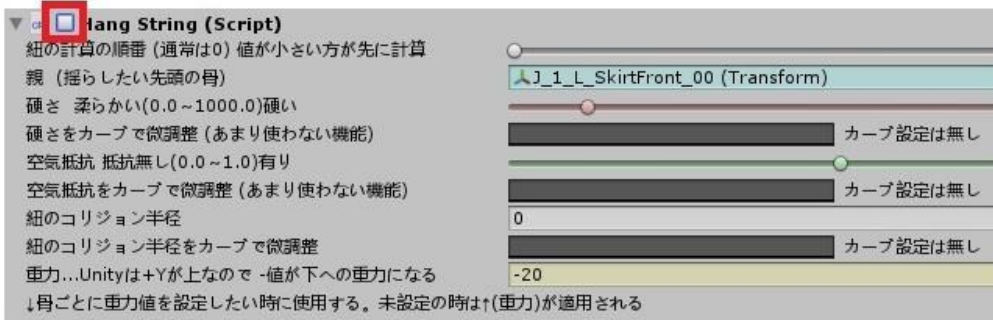 Hang String (Script)
紐の計算の順番 (通常は0) 値が小さい方が先に計算
親 (揺らしたい先頭の骨)
J_1_L_SkirtFront_00 (Transform)
硬さ 柔らかい(0.0~1000.0)硬い
硬さをカーブで微調整 (あまり使わない機能)
カーブ設定は無し
空気抵抗 抵抗無し(0.0~1.0)有り
空気抵抗をカーブで微調整 (あまり使わない機能)
カーブ設定は無し
紐のコリジョン半径
0
紐のコリジョン半径をカーブで微調整
カーブ設定は無し
重力...Unityは+Yが上なので -値が下への重力になる
-20
↓骨ごとに重力値を設定したい時に使用する。未設定の時は↑(重力)が適用される